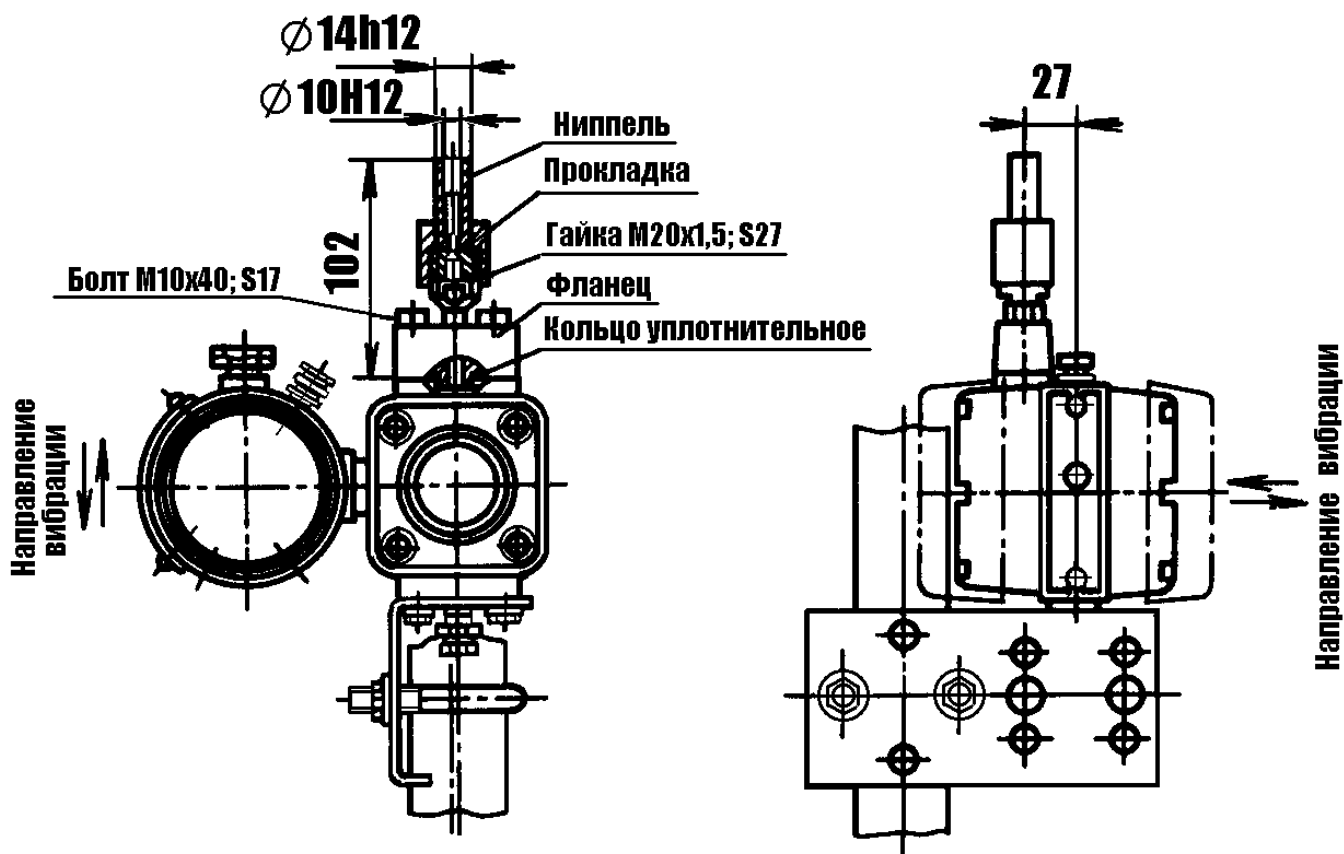 ∅14h12
∅10H12
27
Ниппель
Прокладка
Гайка М20х1,5; S27
102
Болт М10х40; S17
Фланец
Кольцо уплотнительное
Направление
вибрации
Направление вибрации